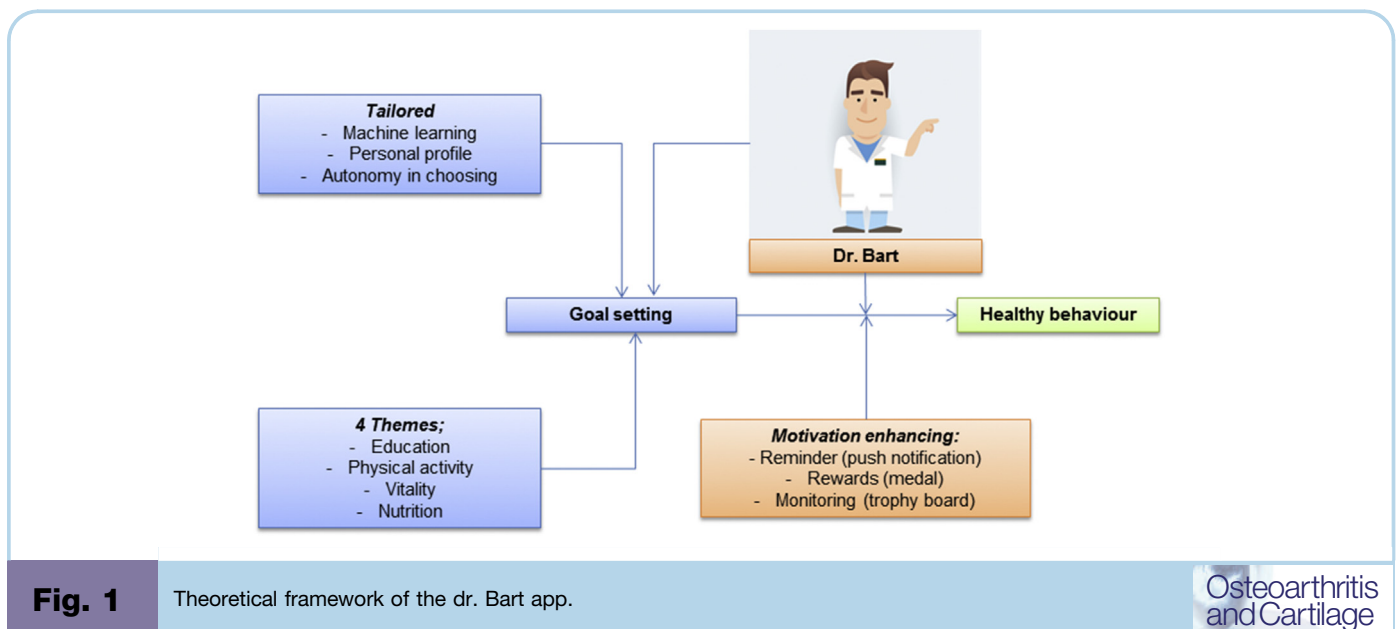 Tailored
- Machine learning
- Personal profile
- Autonomy in choosing
Dr. Bart
Goal setting
Healthy behaviour
4 Themes;
- Education
- Physical activity
- Vitality
- Nutrition
Motivation enhancing:
- Reminder (push notification)
- Rewards (medal)
- Monitoring (trophy board)
Fig. 1
Theoretical framework of the dr. Bart app.
Osteoarthritis
and Cartilage